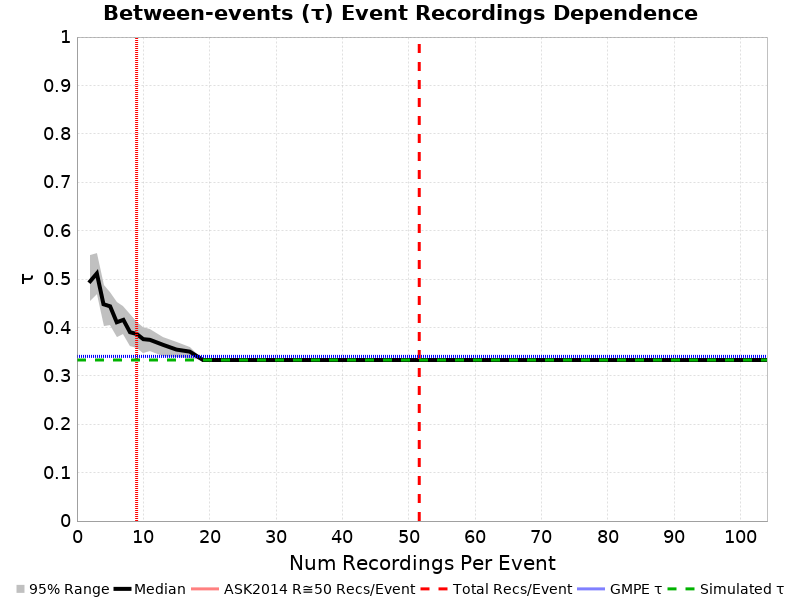 Between-events (τ) Event Recordings Dependence
1
0.9
0.8
0.7
0.6
0.5
0.4
0.3
0.2
0.1
0
τ
0 10 20 30 40 50 60 70 80 90 100
Num Recordings Per Event
95% Range Median ASK2014 R≅50 Recs/Event Total Recs/Event GMPE τ Simulated τ